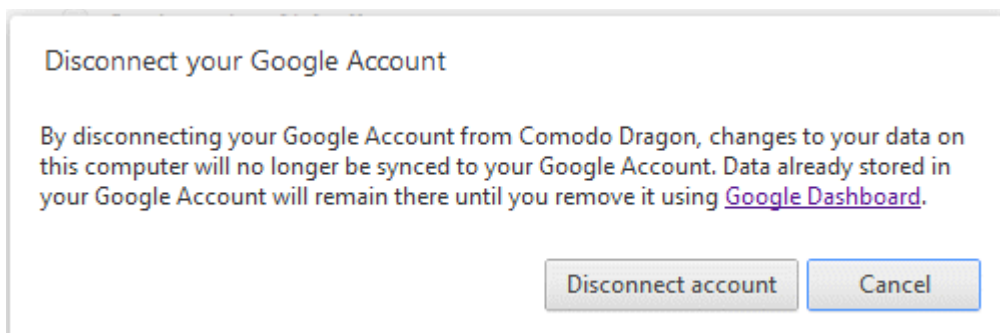 Disconnect your Google Account
By disconnecting your Google Account from Comodo Dragon, changes to your data on
this computer will no longer be synced to your Google Account. Data already stored in
your Google Account will remain there until you remove it using Google Dashboard.
Disconnect account Cancel